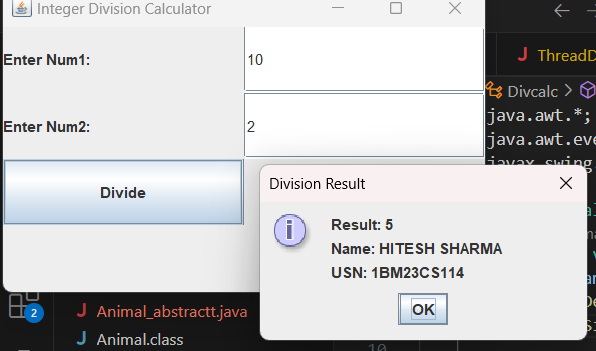 Integer Division Calculator
Enter Num1:
10
Enter Num2:
2
Divide
Division Result
Result: 5
Name: HITESH SHARMA
USN: 1BM23CS114
OK
J ThreadD
Divcalc >
java.awt.*;
java.awt.eve
javax.swing
2
J Animal_abstractt.java
J Animal.class
10